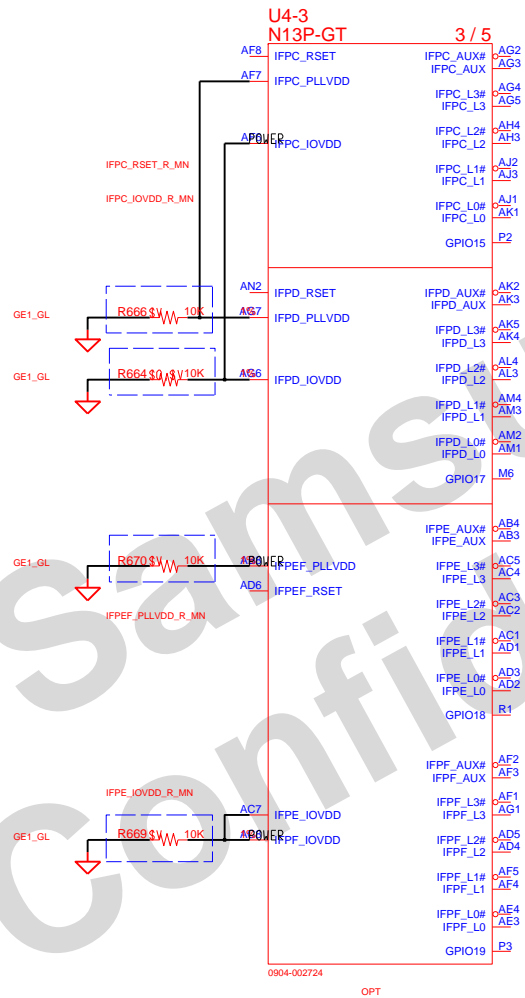 U4-3
N13P-GT 3 / 5
AF8 IFPC_RSET IFPC_AUX# AG2
IFPC_AUX AG3
AF7 IFPC_PLLVDD
IFPC_L3# AG4
IFPC_L3 AG5
IFPC_L2# AH4
POWER IFPC_IOVDD IFPC_L2 AH3
IFPC_RSET_R_MN
IFPC_L1# AJ2
IFPC_L1 AJ3
IFPC_IOVDD_R_MN
IFPC_L0# AJ1
IFPC_L0 AK1
GPIO15 P2
AN2 IFPD_RSET IFPD_AUX# AK2
IFPD_AUX AK3
GE1_GL R666 10K AG7 IFPD_PLLVDD
IFPD_L3# AK5
IFPD_L3 AK4
IFPD_L2# AL4
GE1_GL R664 10K AG6 IFPD_IOVDD IFPD_L2 AL3
IFPD_L1# AM4
IFPD_L1 AM3
IFPD_L0# AM2
IFPD_L0 AM1
GPIO17 M6
IFPE_AUX# AB4
IFPE_AUX AB3
GE1_GL R670 10K POWER IFPEF_PLLVDD IFPE_L3# AC5
IFPE_L3 AC4
AD6 IFPEF_RSET
IFPE_L2# AC3
IFPEF_PLLVDD_R_MN IFPE_L2 AC2
IFPE_L1# AC1
IFPE_L1 AD1
IFPE_L0# AD3
IFPE_L0 AD2
GPIO18 R1
IFPF_AUX# AF2
IFPF_AUX AF3
IFPE_IOVDD_R_MN
IFPF_L3# AF1
AC7 IFPE_IOVDD IFPF_L3 AG1
GE1_GL R669 10K POWER IFPF_IOVDD IFPF_L2# AD5
IFPF_L2 AD4
IFPF_L1# AF5
IFPF_L1 AF4
IFPF_L0# AE4
IFPF_L0 AE3
GPIO19 P3
0904-002724
OPT